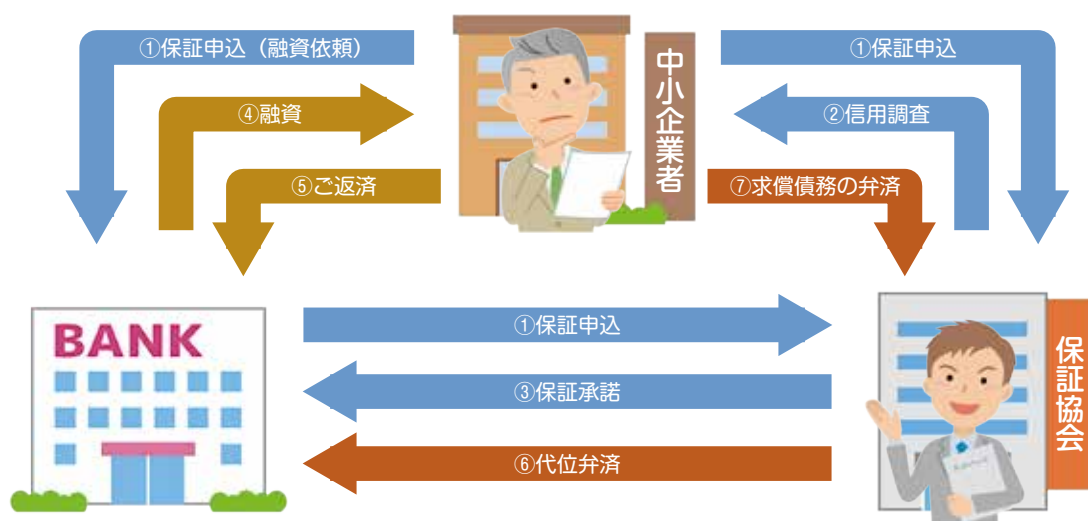 ①保証申込（融資依頼）
①保証申込
④融資
②信用調査
⑤ご返済
⑦求償債務の弁済
中小企業者
①保証申込
③保証承諾
⑥代位弁済
BANK
保証協会